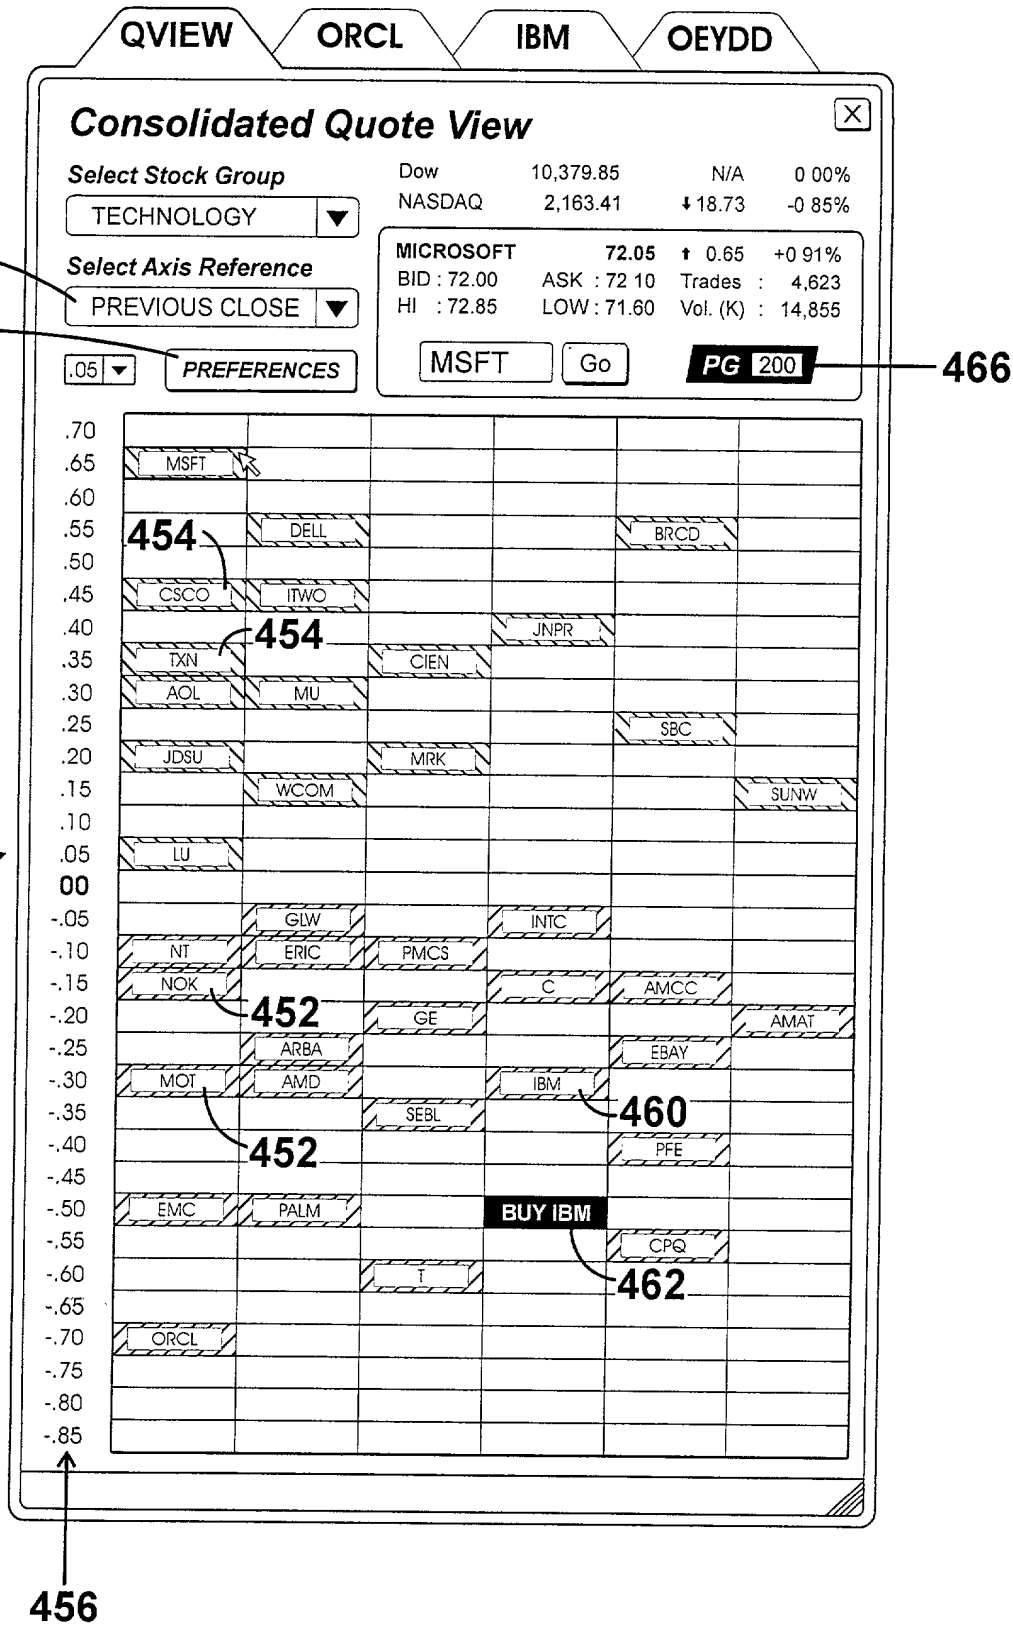 QVIEW ORCL IBM OEYDD
Consolidated Quote View X
Select Stock Group
TECHNOLOGY
Select Axis Reference
PREVIOUS CLOSE
.05 PREFERENCES
Dow 10,379.85 N/A 0 00%
NASDAQ 2,163.41 18.73 -0 85%
MICROSOFT 72.05 0.65 +0 91%
BID : 72.00 ASK : 72 10 Trades : 4,623
HI : 72.85 LOW : 71.60 Vol. (K) : 14,855
MSFT Go PG 200
466
.70
.65 MSFT
.60
.55 DELL BRCD
454
.50
.45 CSCO ITWO
.40 454 JNPR
.35 TXN CIEN
.30 AOL MU
.25 SBC
.20 JDSU MRK
.15 WCOM SUNW
.10
.05 LU
00
-.05 GLW INTC
-.10 NT ERIC PMCS
-.15 NOK C AMCC
-.20 452 GE AMAT
-.25 ARBA EBAY
-.30 MOT AMD IBM
-.35 SEBL 460
-.40 452 PFE
-.45
-.50 EMC PALM BUY IBM
-.55 CPQ
-.60 T 462
-.65
-.70 ORCL
-.75
-.80
-.85
456